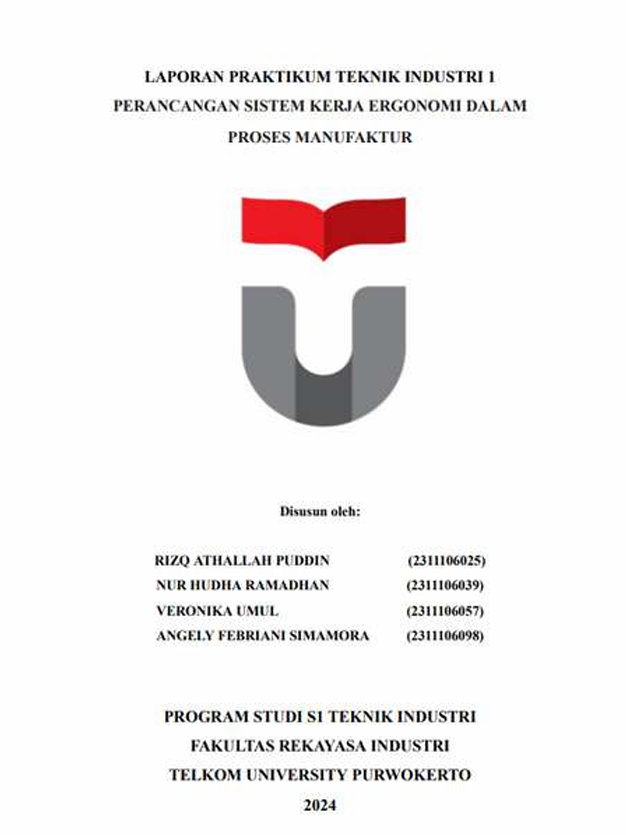 LAPORAN PRAKTIKUM TEKNIK INDUSTRI 1
PERANCANGAN SISTEM KERJA ERGONOMI DALAM
PROSES MANUFAKTUR
Disusun oleh:
RIZQ ATHALLAH PUDDIN (2311106025)
NUR HUDHA RAMADHAN (2311106039)
VERONIKA UMUL (2311106057)
ANGELY FEBRIANI SIMAMORA (2311106098)
PROGRAM STUDI S1 TEKNIK INDUSTRI
FAKULTAS REKAYASA INDUSTRI
TELKOM UNIVERSITY PURWOKERTO
2024